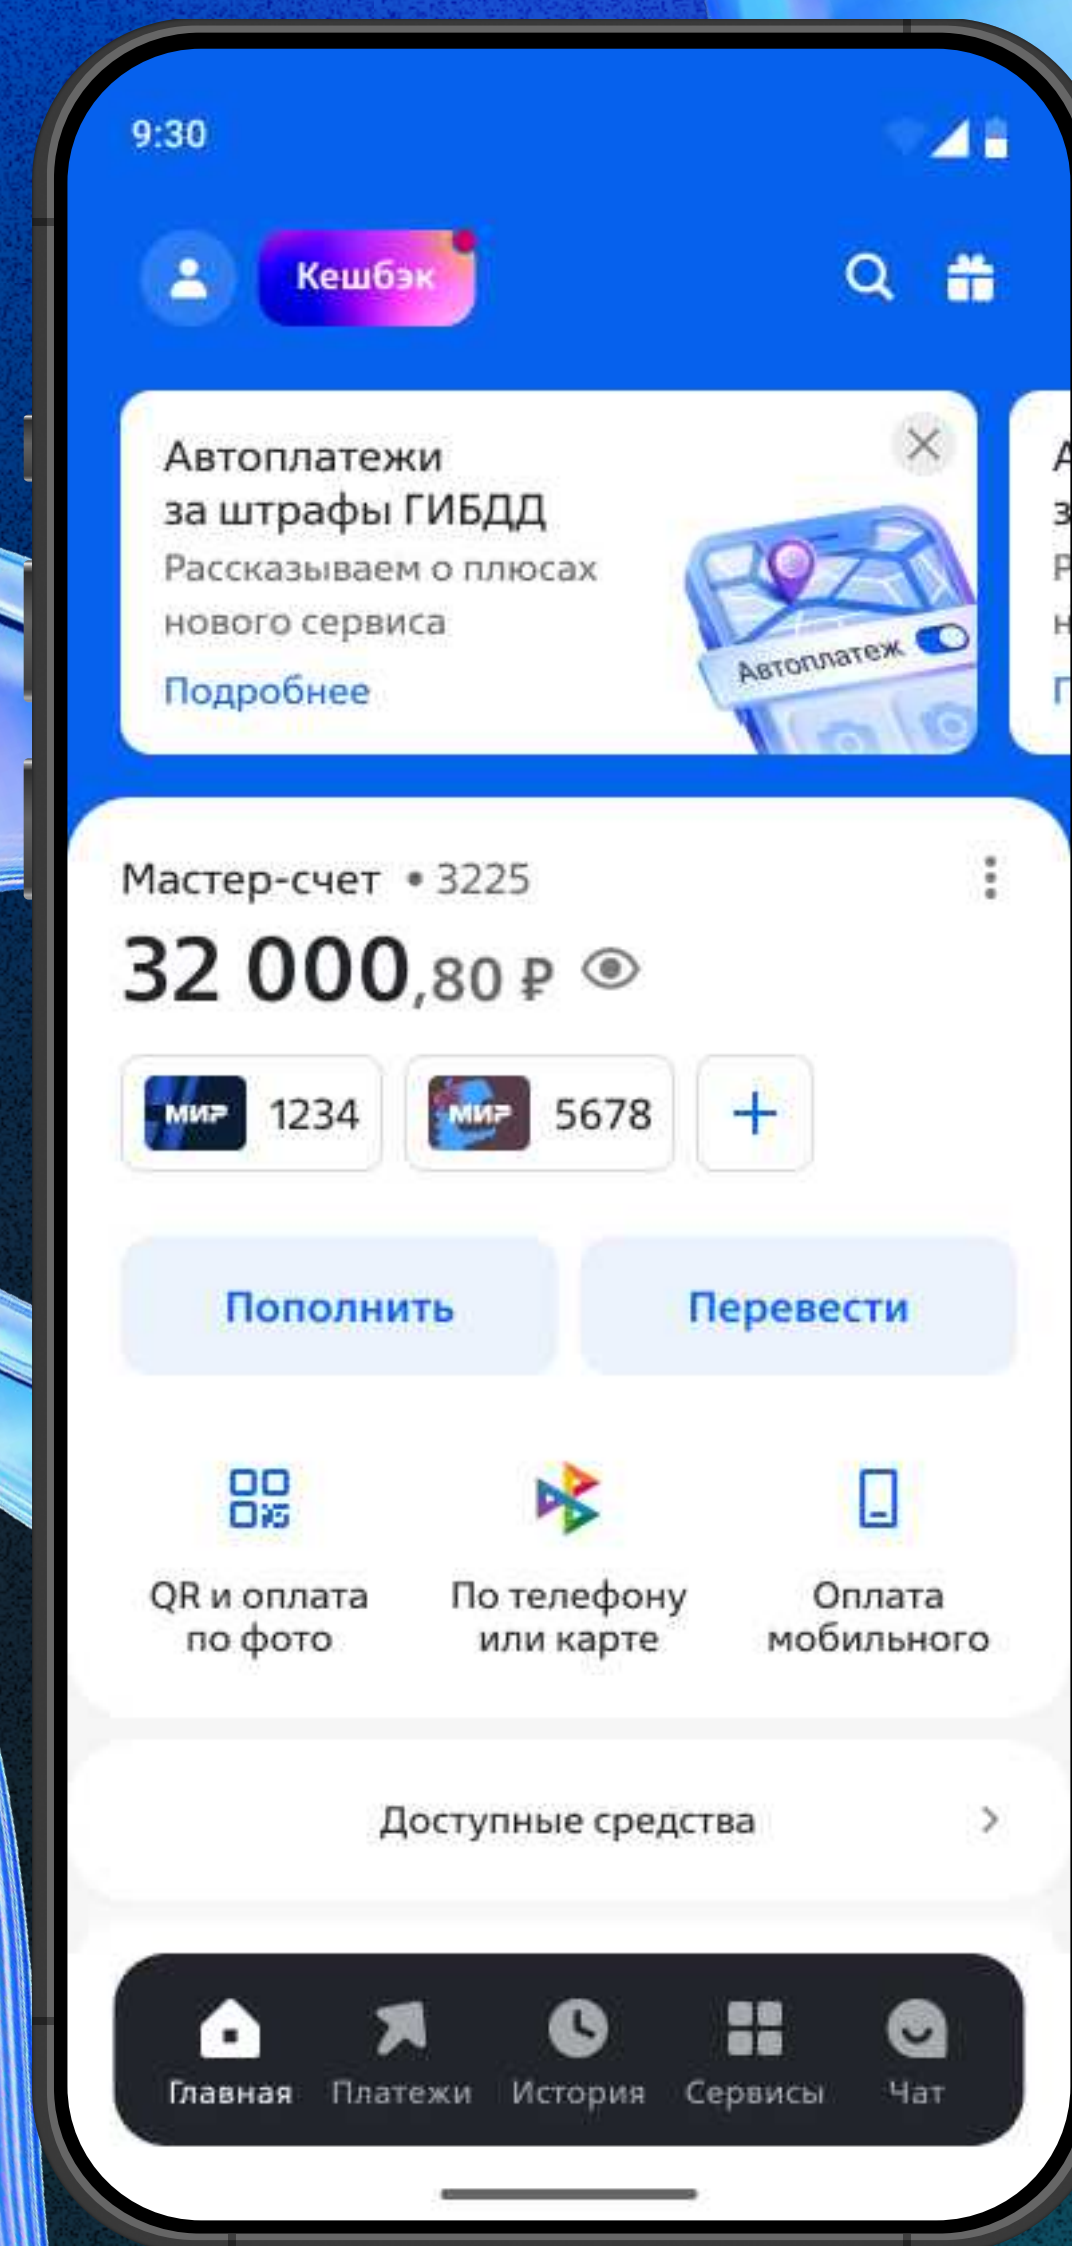 9:30
Кешбэк
Автоплатежи
за штрафы ГИБДД
Рассказываем о плюсах
нового сервиса
Подробнее
Автоплатеж
Мастер-счет • 3225
32 000,80 ₽
МИР 1234
МИР 5678
Пополнить
Перевести
QR и оплата
по фото
По телефону
или карте
Оплата
мобильного
Доступные средства
Главная
Платежи
История
Сервисы
Чат